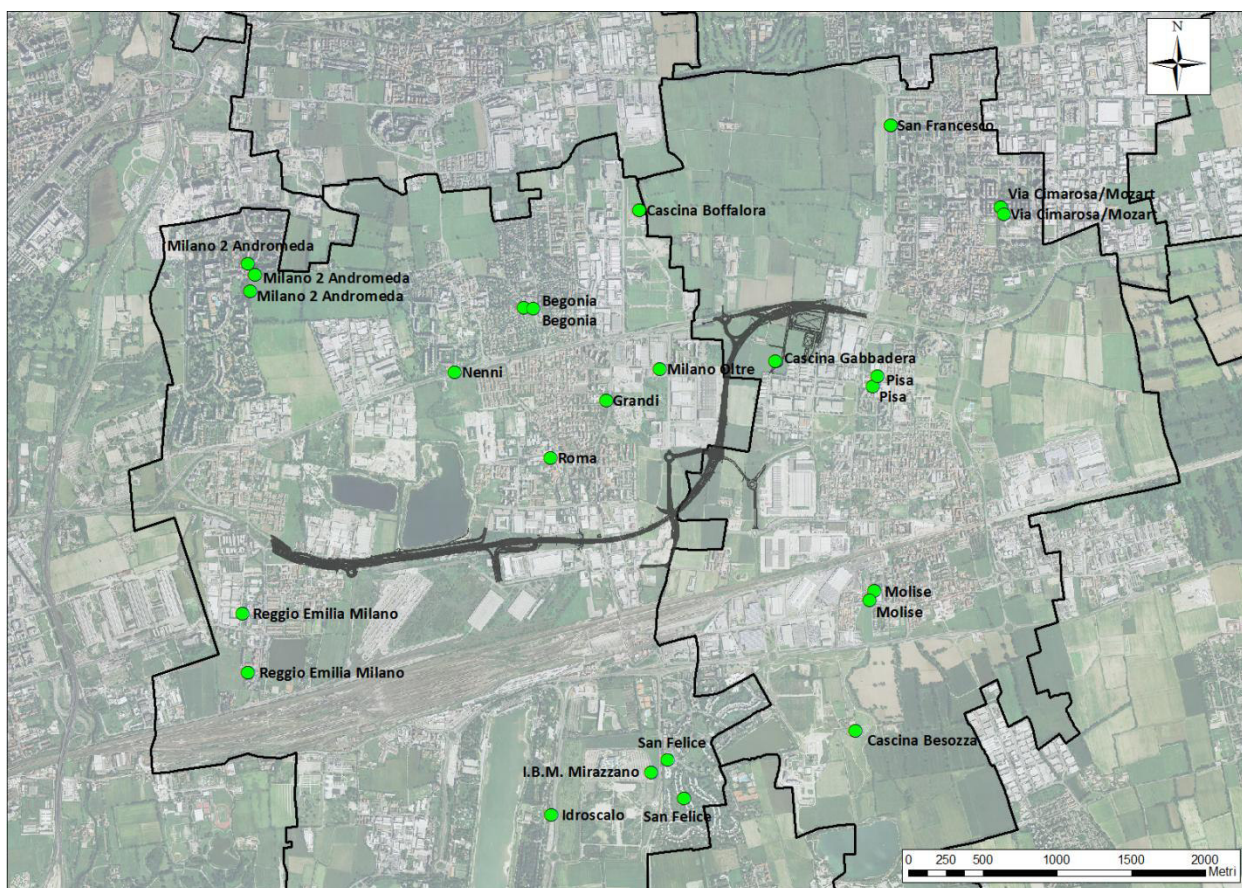 N
San Francesco
Via Cimarosa/Mozart
Via Cimarosa/Mozart
Cascina Boffalora
Milano 2 Andromeda
Milano 2 Andromeda
Milano 2 Andromeda
Begonia
Begonia
Cascina Gabbadera
Nenni
Milano Oltre
Pisa
Pisa
Grandi
Roma
Molise
Molise
Reggio Emilia Milano
Reggio Emilia Milano
Cascina Besozza
San Felice
I.B.M. Mirazzano
San Felice
Idroscalo
0 250 500 1000 1500 2000
Metri